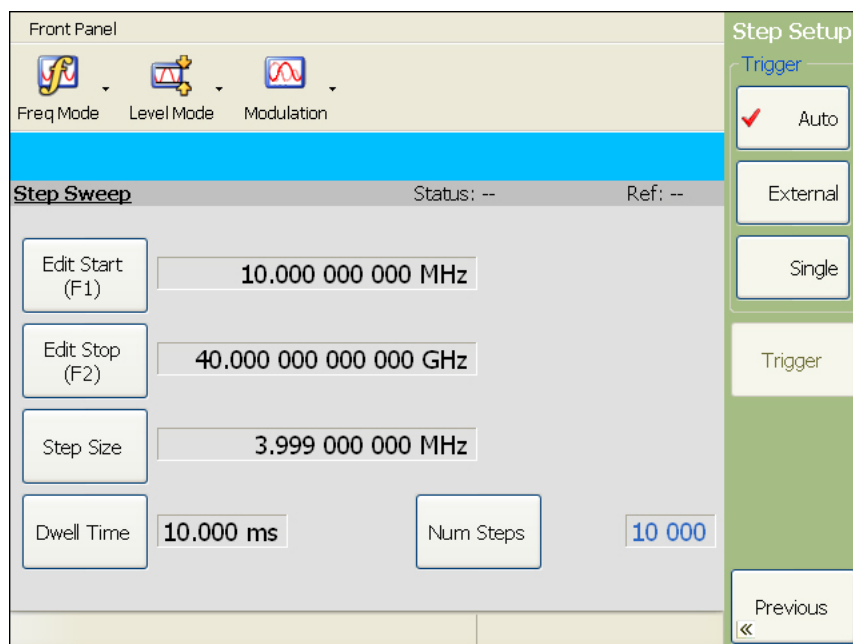 Front Panel
Freq Mode Level Mode Modulation
Step Sweep Status: -- Ref: --
Edit Start
(F1)
10.000 000 000 MHz
Edit Stop
(F2)
40.000 000 000 000 GHz
Step Size
3.999 000 000 MHz
Dwell Time
10.000 ms
Num Steps
10 000
Step Setup
Trigger
Auto
External
Single
Trigger
Previous